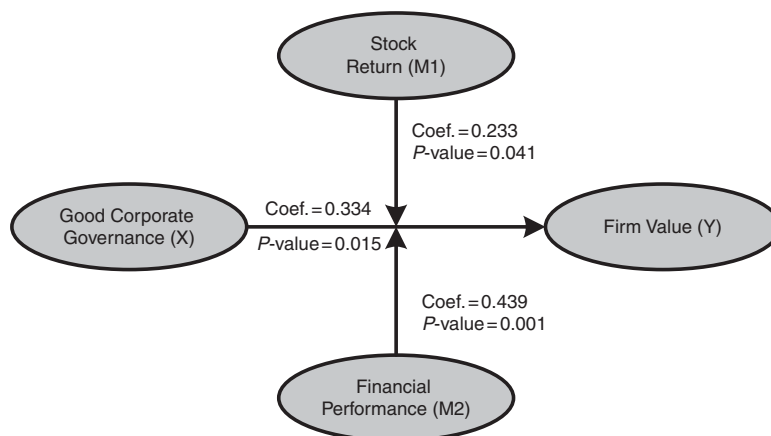 Stock
Return (M1)
Coef.=0.233
P-value=0.041
Good Corporate
Governance (X)
Coef.=0.334
P-value=0.015
Firm Value (Y)
Coef.=0.439
P-value=0.001
Financial
Performance (M2)